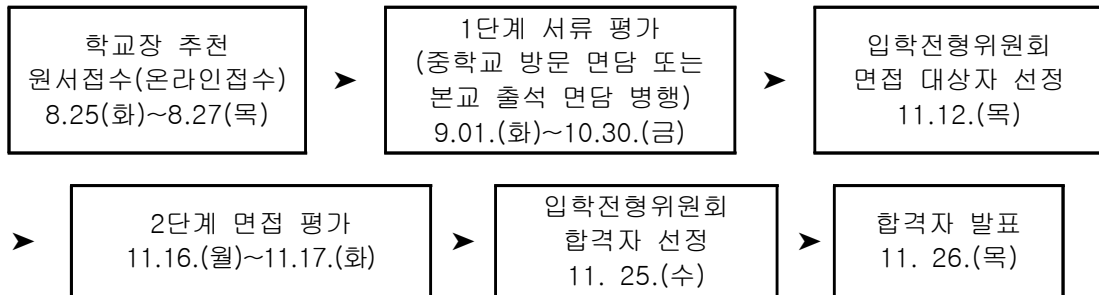 학교장 추천
원서접수(온라인접수)
8.25(화)~8.27(목)
➤
1단계 서류 평가
(중학교 방문 면담 또는
본교 출석 면담 병행)
9.01.(화)~10.30.(금)
➤
입학전형위원회
면접 대상자 선정
11.12.(목)
➤
2단계 면접 평가
11.16.(월)~11.17.(화)
➤
입학전형위원회
합격자 선정
11. 25.(수)
➤
합격자 발표
11. 26.(목)